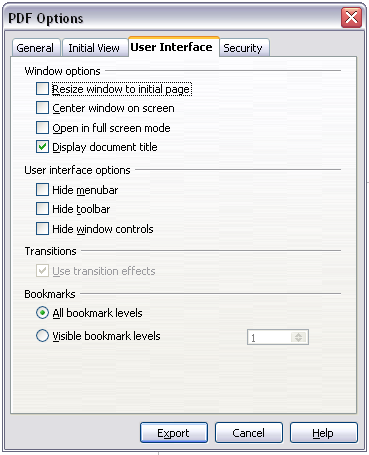 PDF Options
General Initial View User Interface Security
Window options
Resize window to initial page
Center window on screen
Open in full screen mode
Display document title
User interface options
Hide menubar
Hide toolbar
Hide window controls
Transitions
Use transition effects
Bookmarks
All bookmark levels
Visible bookmark levels 1
Export Cancel Help